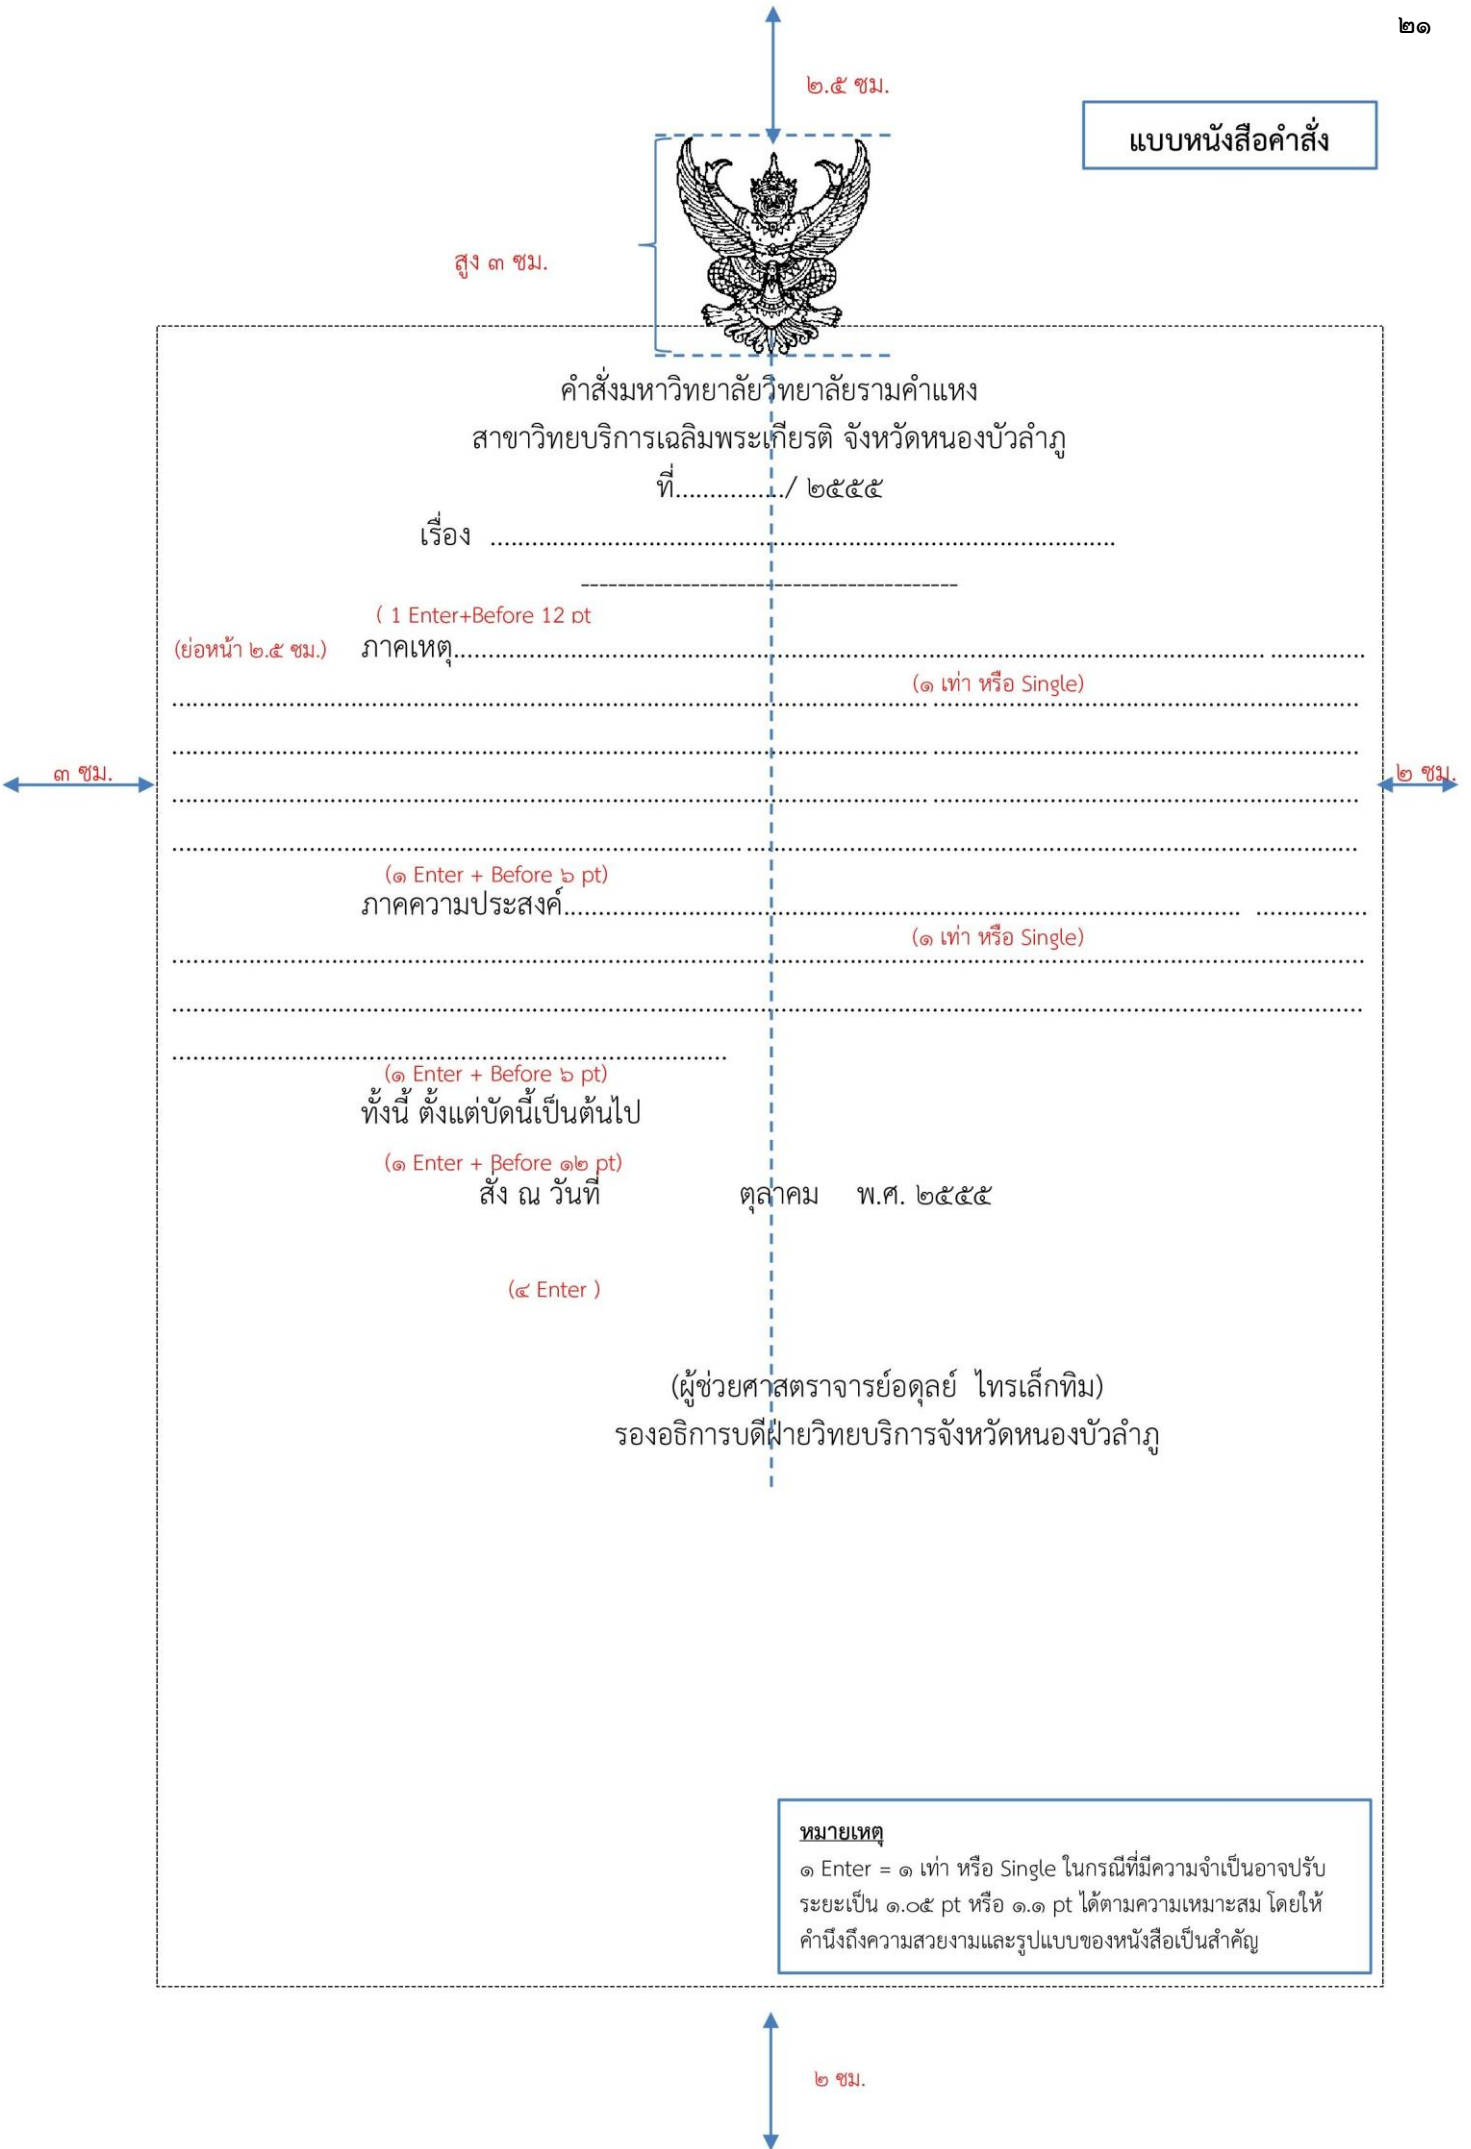 ๒๑
๒.๕ ซม.
แบบหนังสือคำสั่ง
สูง ๓ ซม.
คำสั่งมหาวิทยาลัยวิทยาลัยรามคำแหง
สาขาวิทยบริการเฉลิมพระเกียรติ จังหวัดหนองบัวลำภู
ที่................/ ๒๕๕๕
เรื่อง ...........................................................................................
-----------------------------------------
( 1 Enter+Before 12 pt
(ย่อหน้า ๒.๕ ซม.) ภาคเหตุ...................................................................................................................... ..............
(๑ เท่า หรือ Single)
.............................................................................................................. ..............................................................
.............................................................................................................. ..............................................................
๓ ซม. ๒ ซม.
.............................................................................................................. ..............................................................
................................................................................... .........................................................................................
(๑ Enter + Before ๖ pt)
ภาคความประสงค์.................................................................................................. ................
(๑ เท่า หรือ Single)
..............................................................................................................................................................................
..............................................................................................................................................................................
.................................................................................
(๑ Enter + Before ๖ pt)
ทั้งนี้ ตั้งแต่บัดนี้เป็นต้นไป
(๑ Enter + Before ๑๒ pt)
สั่ง ณ วันที่ ตุลาคม พ.ศ. ๒๕๕๕
(๔ Enter )
(ผู้ช่วยศาสตราจารย์อดุลย์ ไทรเล็กทิม)
รองอธิการบดีฝ่ายวิทยบริการจังหวัดหนองบัวลำภู
หมายเหตุ
๑ Enter = ๑ เท่า หรือ Single ในกรณีที่มีความจำเป็นอาจปรับ
ระยะเป็น ๑.๐๕ pt หรือ ๑.๑ pt ได้ตามความเหมาะสม โดยให้
คำนึงถึงความสวยงามและรูปแบบของหนังสือเป็นสำคัญ
๒ ซม.